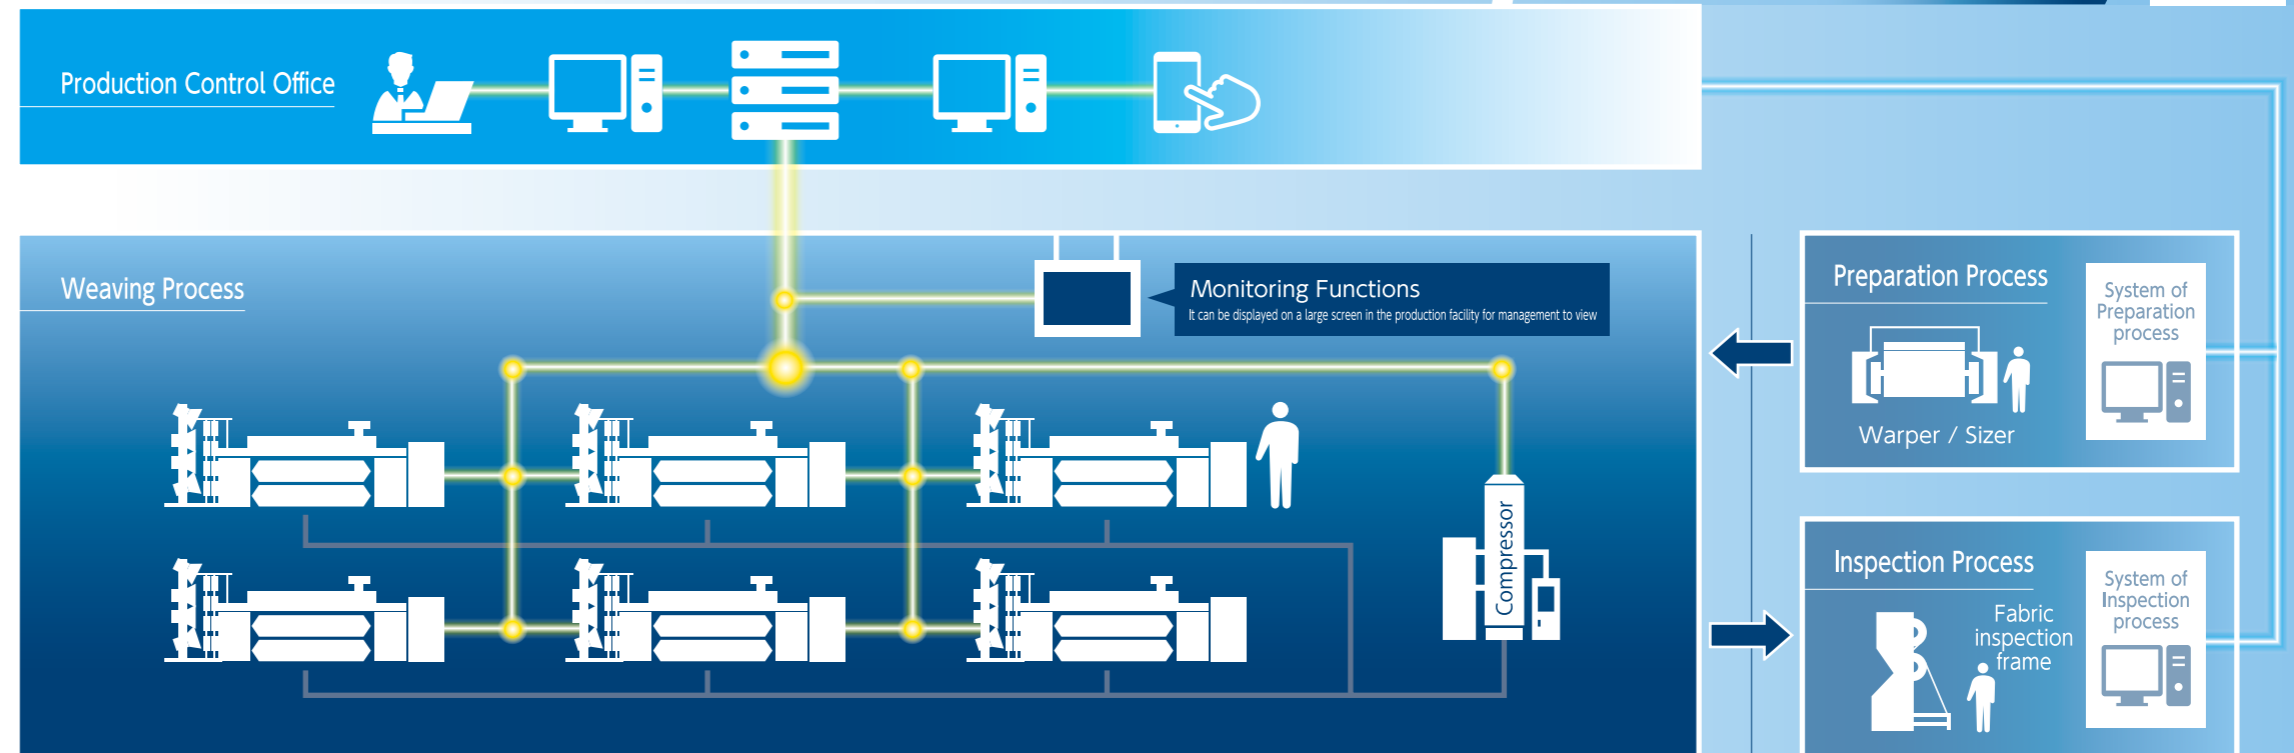 Production Control Office
Weaving Process
Monitoring Functions
It can be displayed on a large screen in the production facility for management to view
Compressor
Preparation Process
System of
Preparation
process
Warper / Sizer
Inspection Process
System of
Inspection
process
Fabric
inspection
frame